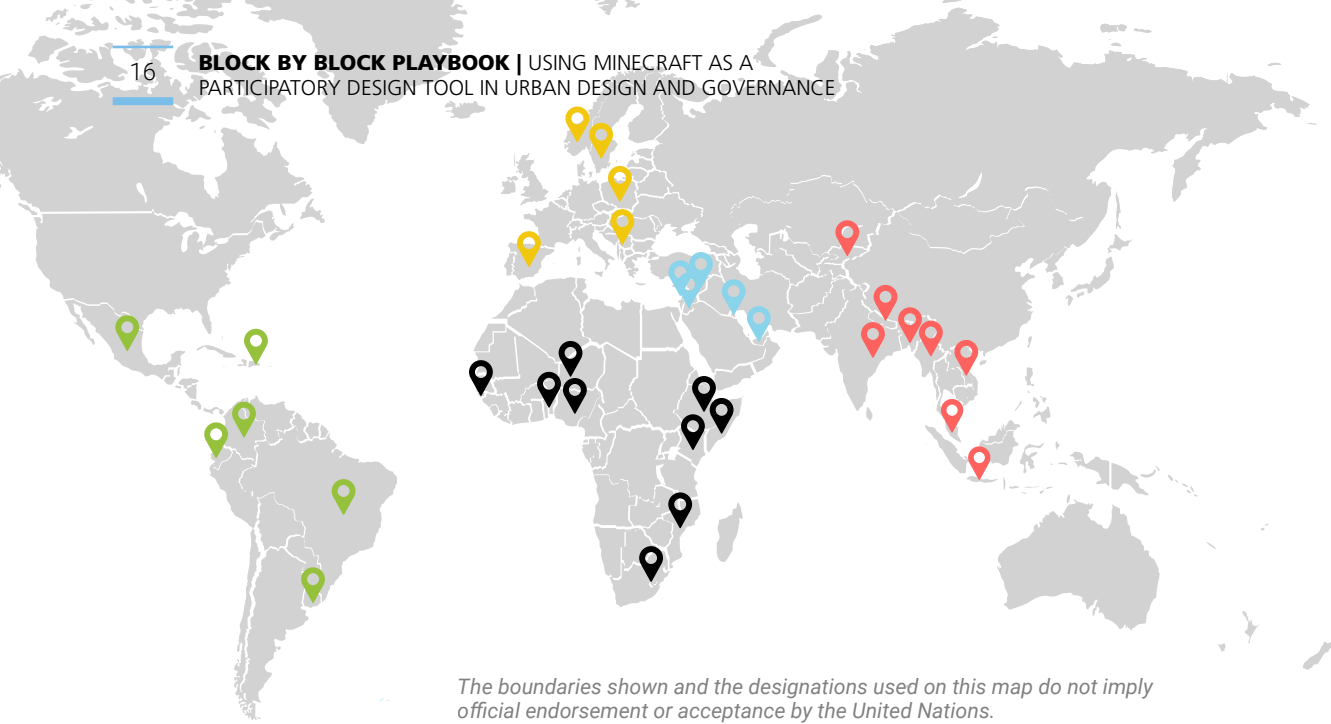 16
BLOCK BY BLOCK PLAYBOOK | USING MINECRAFT AS A
PARTICIPATORY DESIGN TOOL IN URBAN DESIGN AND GOVERNANCE
The boundaries shown and the designations used on this map do not imply
official endorsement or acceptance by the United Nations.